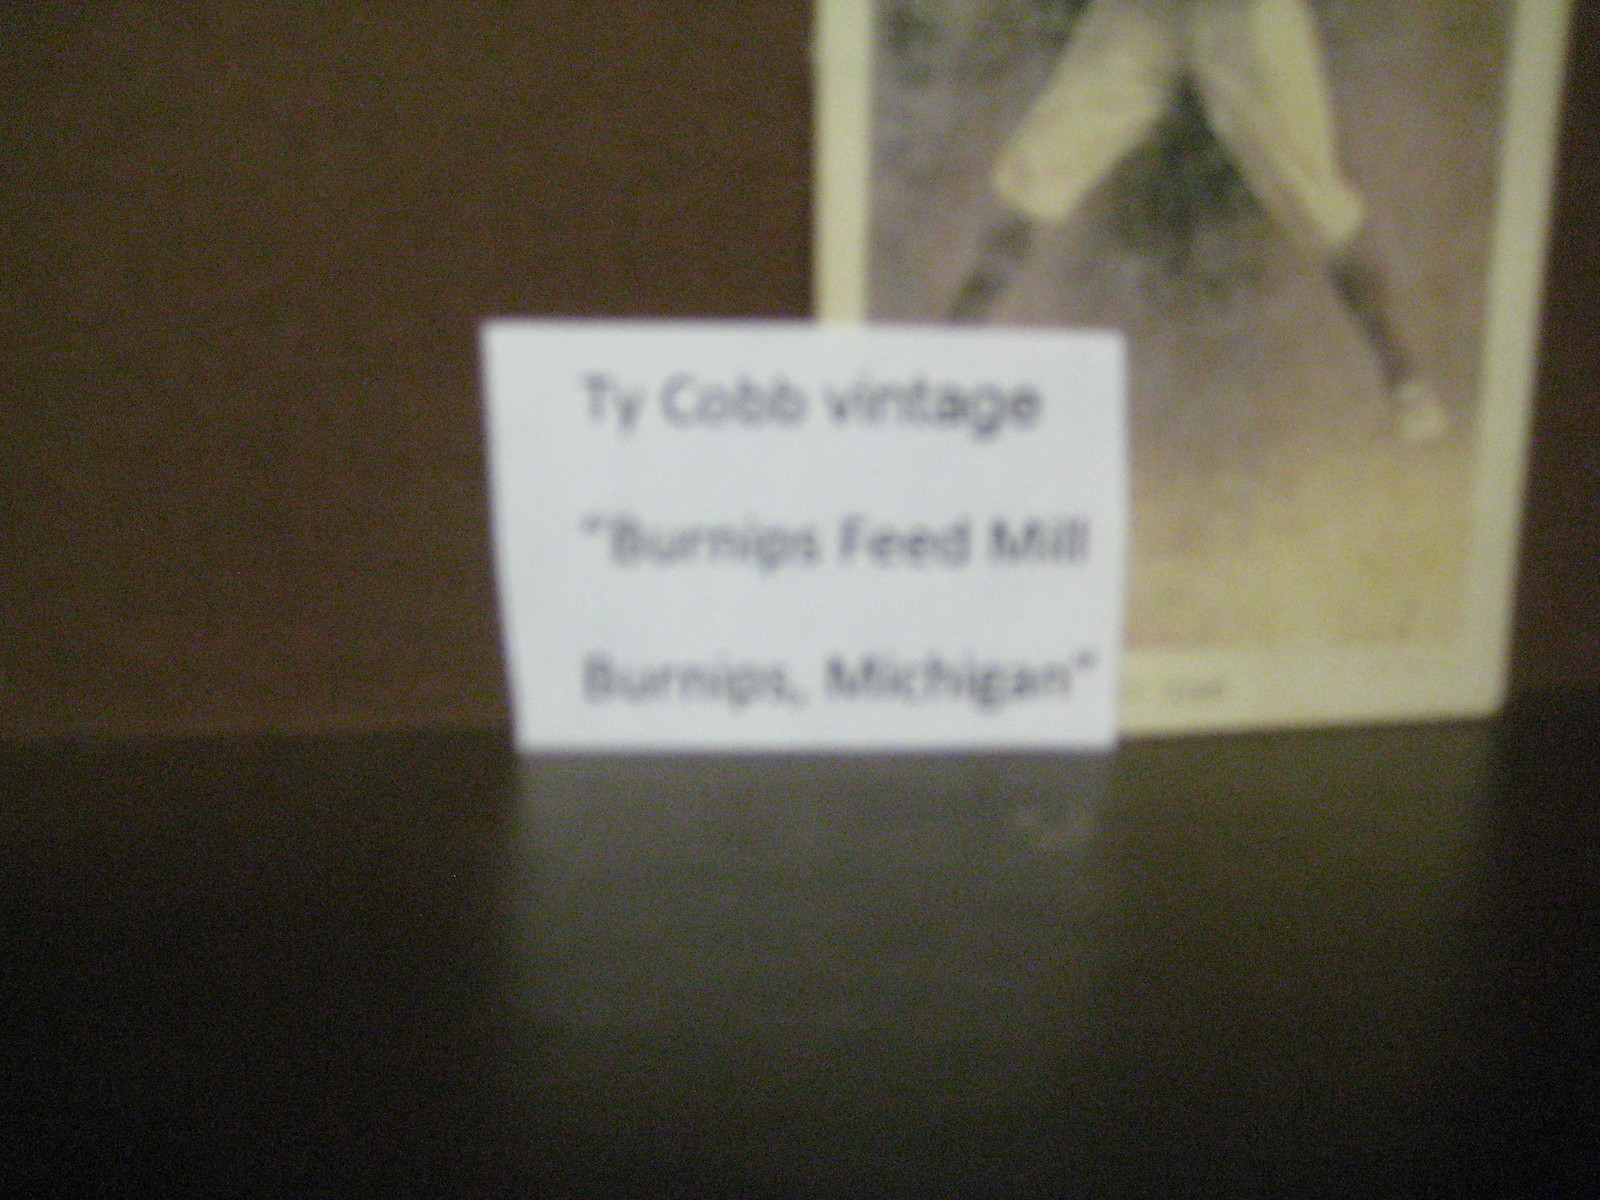 Ty Cobb vintage
"Burnips Feed Mill
Burnips, Michigan"